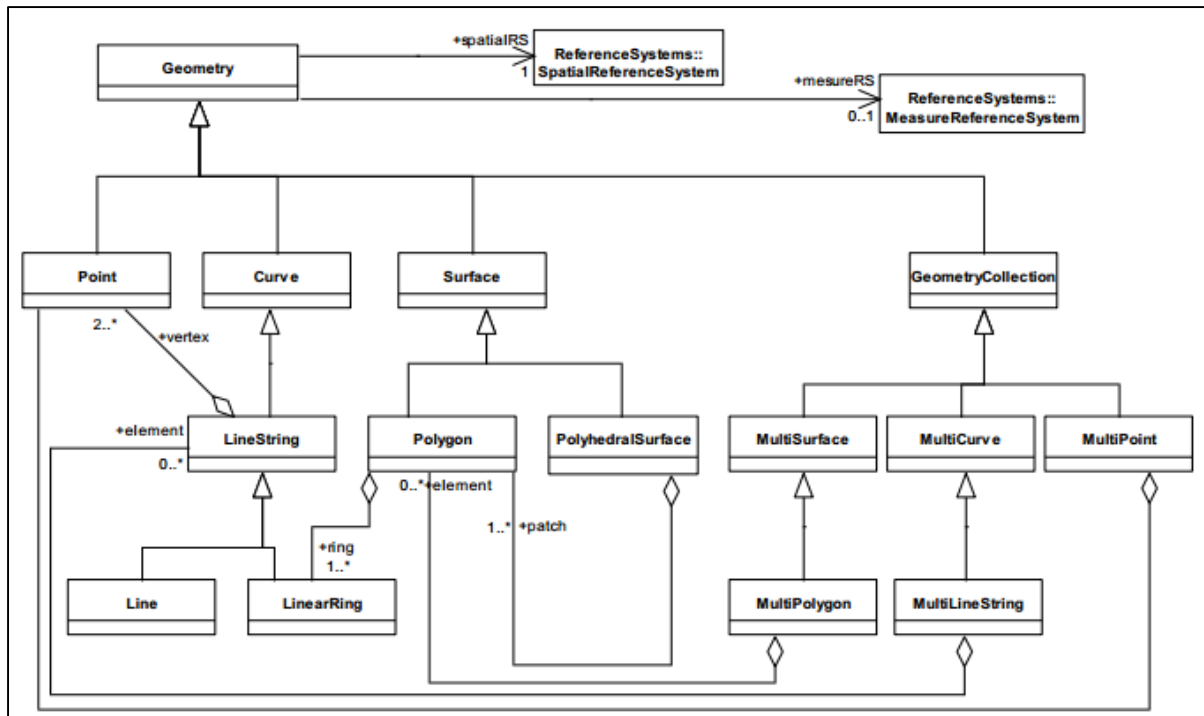 Geometry
+spatialRS
1
ReferenceSystems::
SpatialReferenceSystem
+mesureRS
0..1
ReferenceSystems::
MeasureReferenceSystem
Point
Curve
Surface
GeometryCollection
2..*
+vertex
+element
0..*
LineString
Polygon
PolyhedralSurface
MultiSurface
MultiCurve
MultiPoint
0..*
+element
1..*
+patch
+ring
1..*
Line
LinearRing
MultiPolygon
MultiLineString